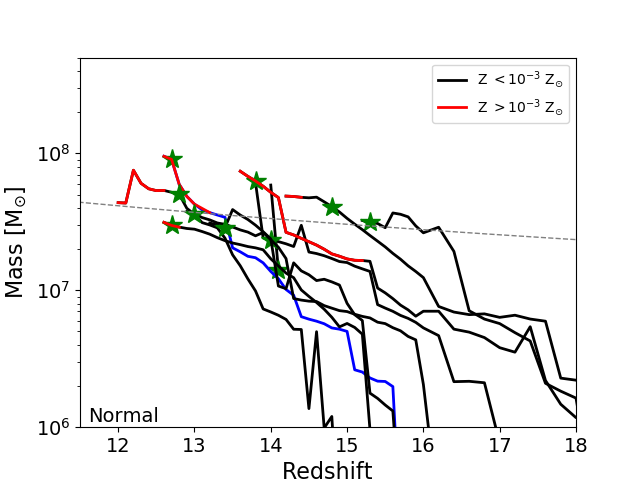 Z < 10⁻³ Z⊙
Z > 10⁻³ Z⊙
10⁸
10⁷
10⁶
Mass [M⊙]
Normal
12 13 14 15 16 17 18
Redshift